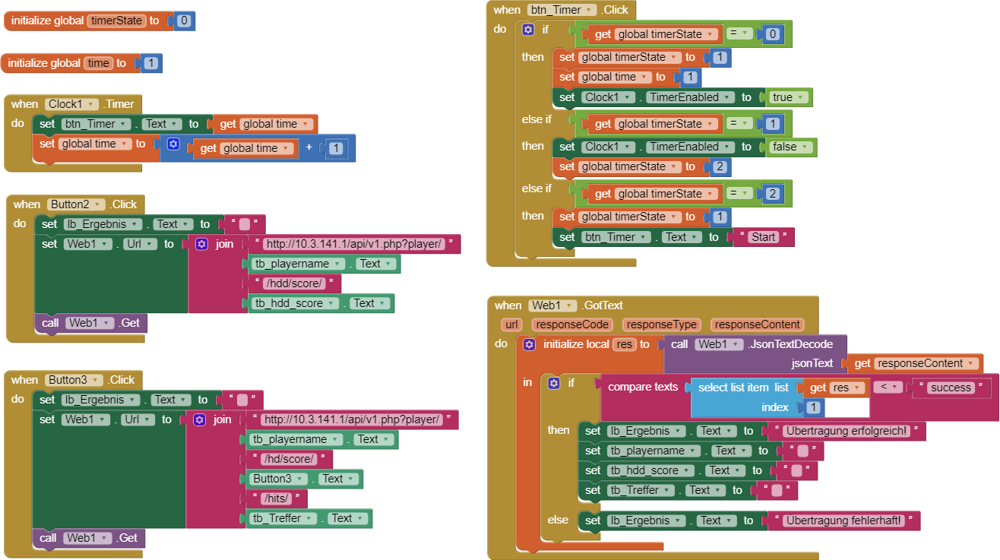 initialize global timerState to 0
initialize global time to 1
when Clock1 .Timer
do set btn_Timer . Text to get global time
set global time to get global time + 1
when Button2 .Click
do set lb_Ergebnis . Text to “ ”
set Web1 . Url to join “ http://10.3.141.1/api/v1.php?player/ ”
tb_playername . Text
“ /hdd/score/ ”
tb_hdd_score . Text
call Web1 .Get
when Button3 .Click
do set lb_Ergebnis . Text to “ ”
set Web1 . Url to join “ http://10.3.141.1/api/v1.php?player/ ”
tb_playername . Text
“ /hd/score/ ”
Button3 . Text
“ /hits/ ”
tb_Treffer . Text
call Web1 .Get
when btn_Timer .Click
do if get global timerState = 0
then set global timerState to 1
set global time to 1
set Clock1 . TimerEnabled to true
else if get global timerState = 1
then set Clock1 . TimerEnabled to false
set global timerState to 2
else if get global timerState = 2
then set global timerState to 1
set btn_Timer . Text to “ Start ”
when Web1 .GotText
url responseCode responseType responseContent
do initialize local res to call Web1 .JsonTextDecode
jsonText get responseContent
in if compare texts select list item list get res < “ success ”
index 1
then set lb_Ergebnis . Text to “ Übertragung erfolgreich! ”
set tb_playername . Text to “ ”
set tb_hdd_score . Text to “ ”
set tb_Treffer . Text to “ ”
else set lb_Ergebnis . Text to “ Übertragung fehlerhaft! ”